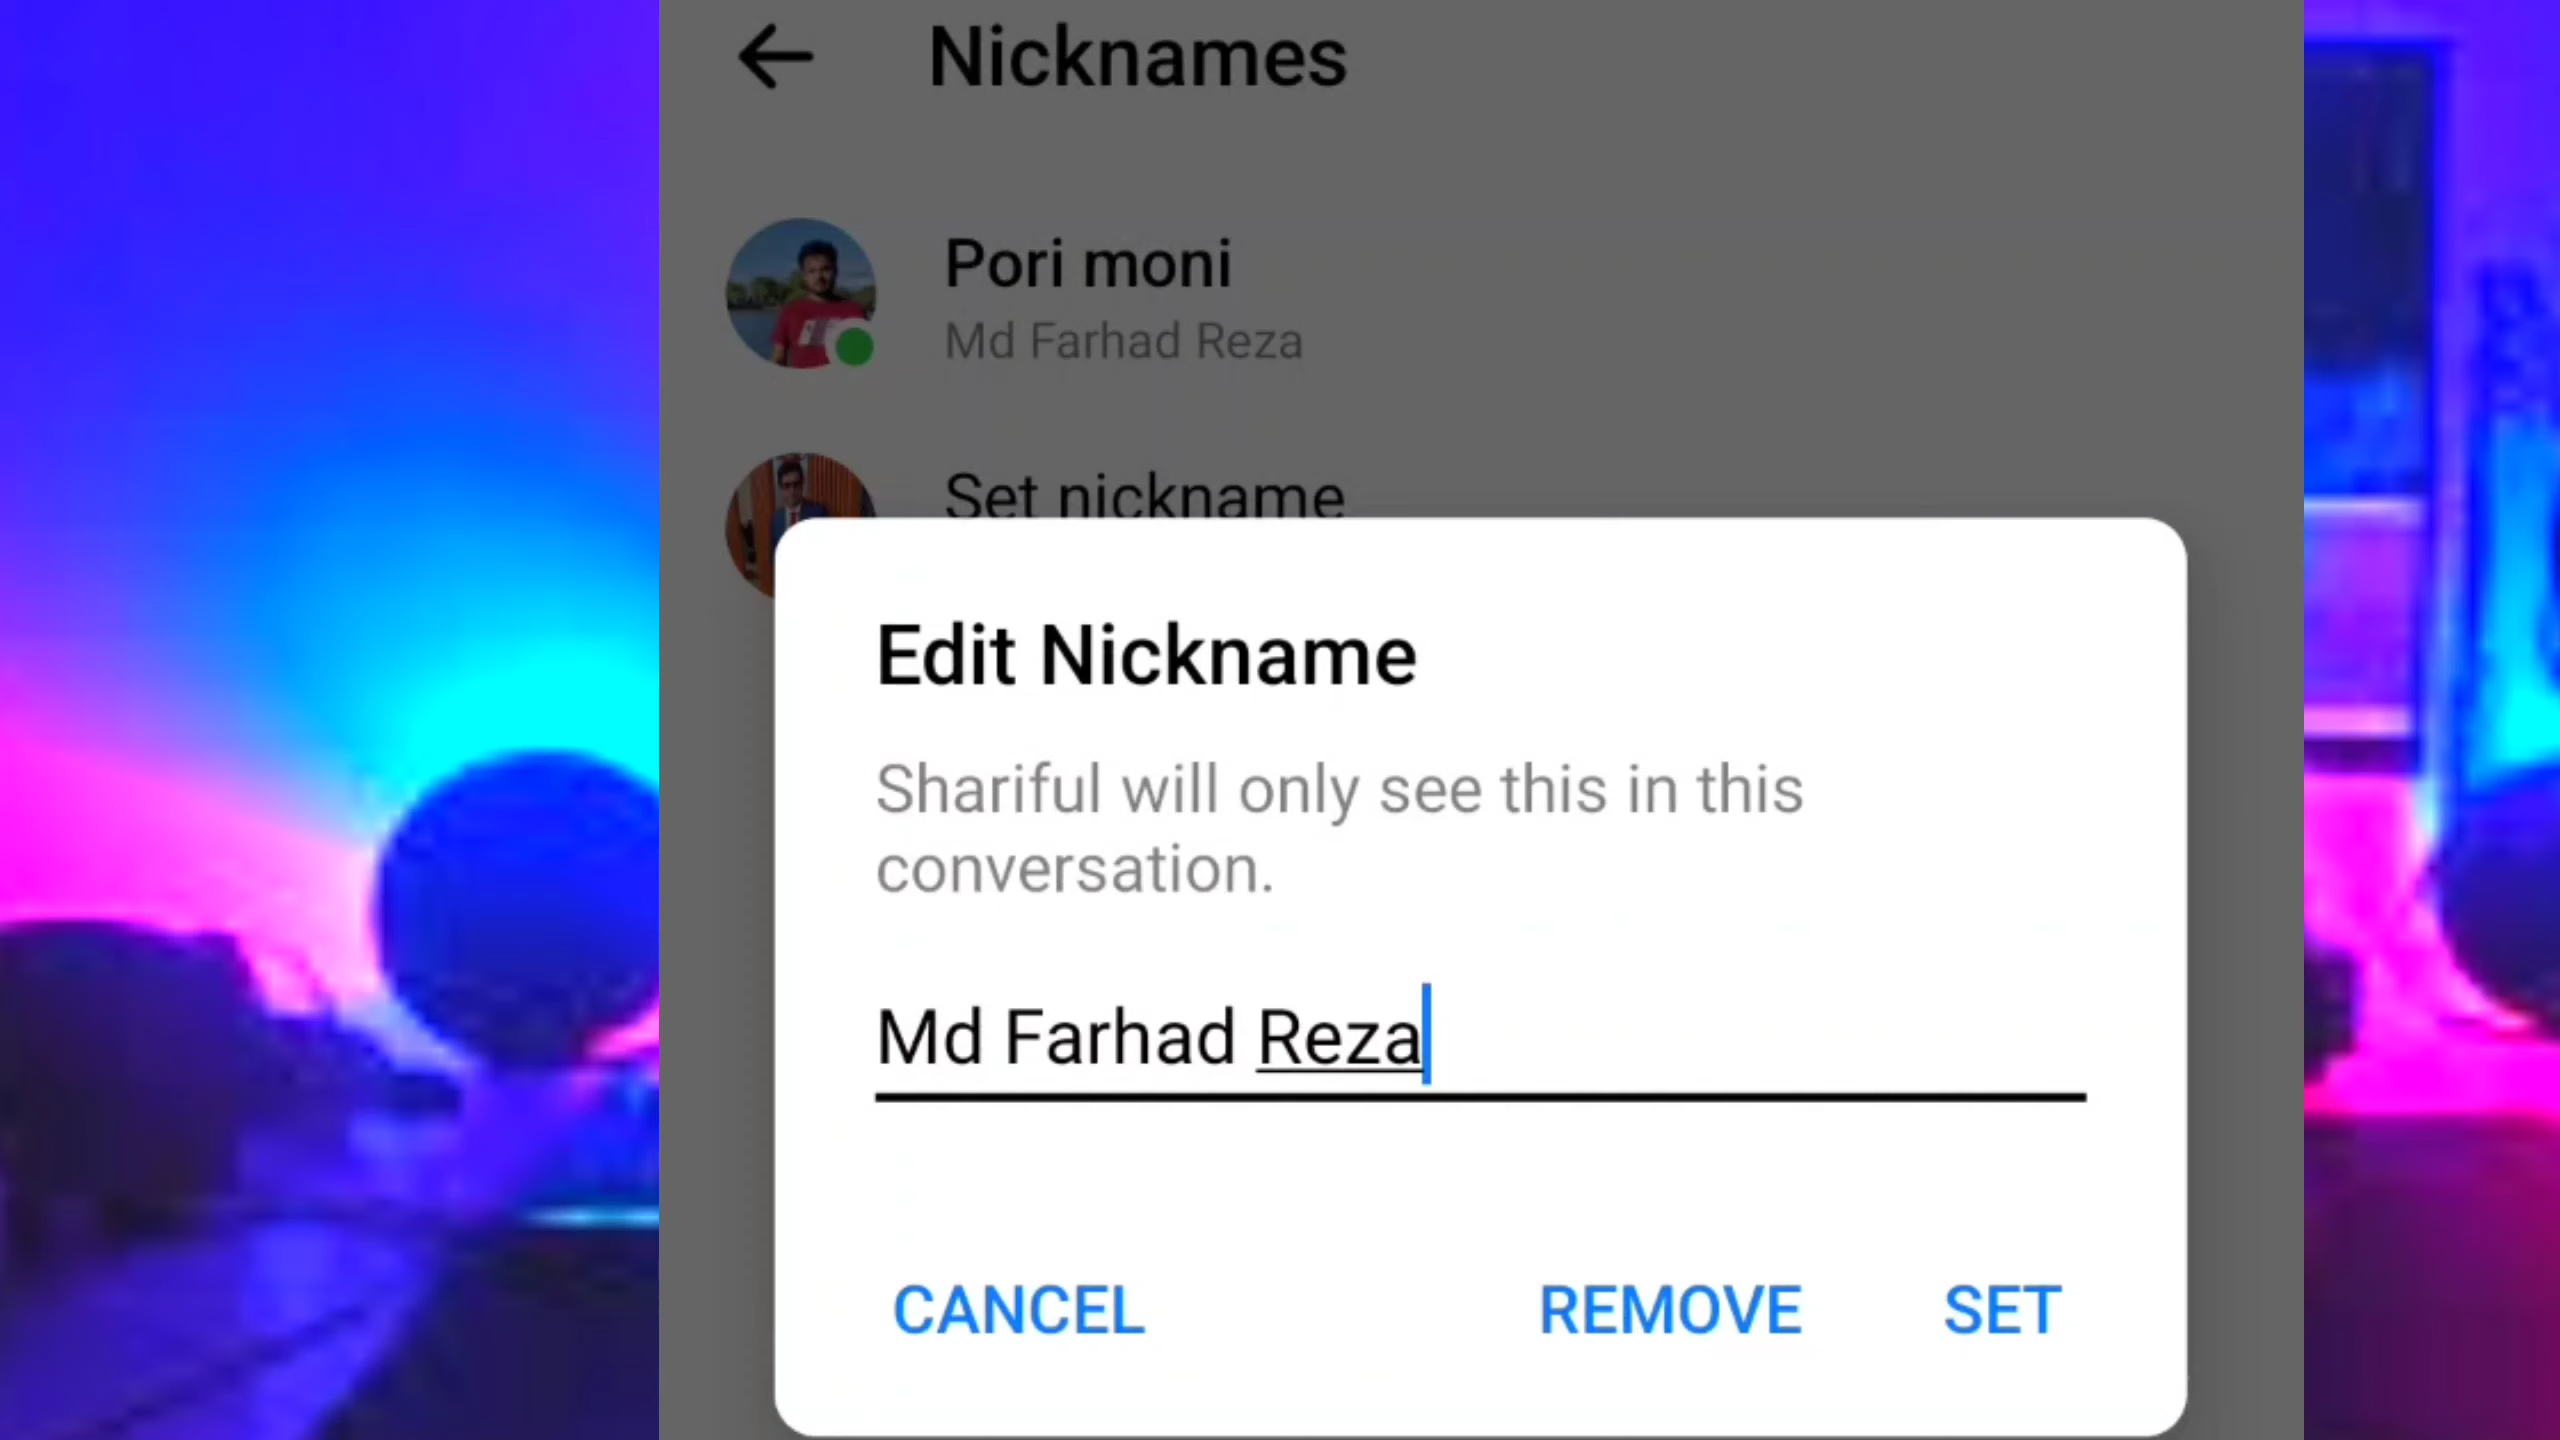 Nicknames
Pori moni
Md Farhad Reza
Set nickname
Edit Nickname
Shariful will only see this in this
conversation.
Md Farhad Reza
CANCEL REMOVE SET